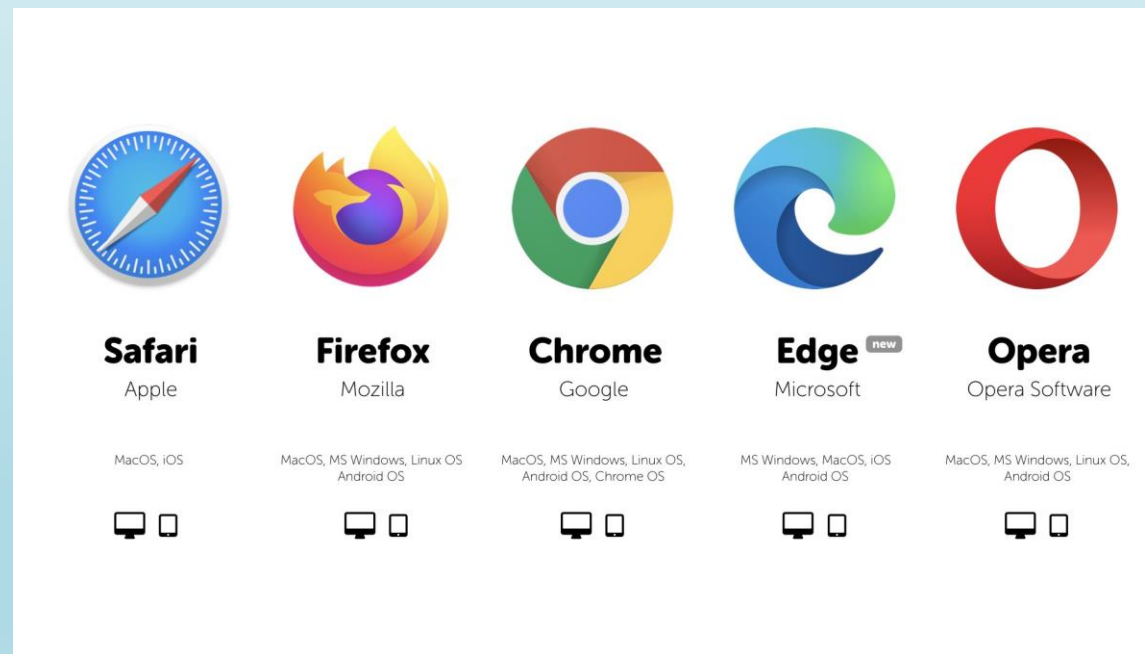 Safari
Apple
MacOS, iOS
Firefox
Mozilla
MacOS, MS Windows, Linux OS
Android OS
Chrome
Google
MacOS, MS Windows, Linux OS,
Android OS, Chrome OS
Edge new
Microsoft
MS Windows, MacOS, iOS
Android OS
Opera
Opera Software
MacOS, MS Windows, Linux OS,
Android OS